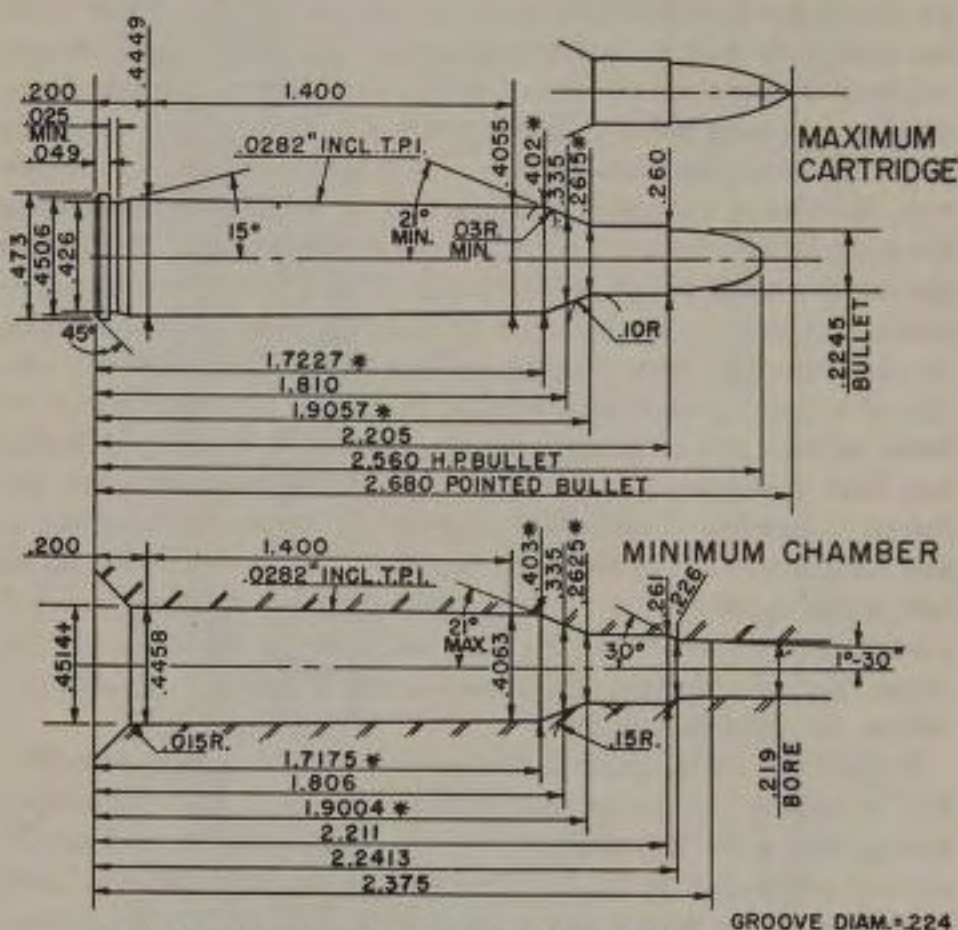 .4449
.200
1.400
.025
MIN.
.049
.0282" INCL. T.P.I.
.4055
.402*
.335
.2615*
.260
MAXIMUM
CARTRIDGE
15°
21°
MIN.
.03R
MIN.
.473
.4506
.426
45°
.10R
.2245
BULLET
1.7227*
1.810
1.9057*
2.205
2.560 H.P. BULLET
2.680 POINTED BULLET
.200
1.400
.0282" INCL. T.P.I.
.403*
.335
.2625*
MINIMUM CHAMBER
.261
.226
21°
MAX.
30°
1°-30"
.4514+
.4458
.4063
.015R.
.15R.
.219
BORE
1.7175*
1.806
1.9004*
2.211
2.2413
2.375
GROOVE DIAM.=.224